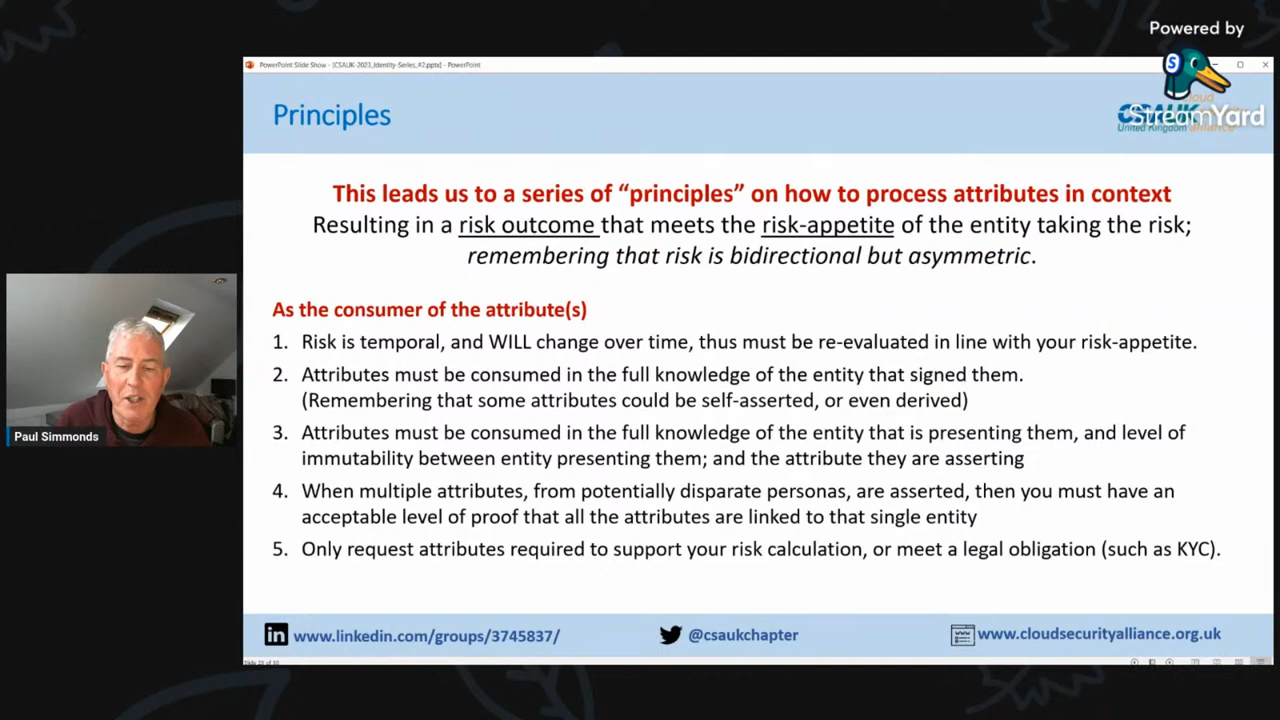 Powered by
StreamYard
PowerPoint Slide Show - [CSAUK-2023_Identity-Series_#2.pptx] - PowerPoint
Principles
United Kingdom
This leads us to a series of “principles” on how to process attributes in context
Resulting in a risk outcome that meets the risk-appetite of the entity taking the risk;
remembering that risk is bidirectional but asymmetric.
As the consumer of the attribute(s)
1. Risk is temporal, and WILL change over time, thus must be re-evaluated in line with your risk-appetite.
2. Attributes must be consumed in the full knowledge of the entity that signed them.
(Remembering that some attributes could be self-asserted, or even derived)
3. Attributes must be consumed in the full knowledge of the entity that is presenting them, and level of
immutability between entity presenting them; and the attribute they are asserting
4. When multiple attributes, from potentially disparate personas, are asserted, then you must have an
acceptable level of proof that all the attributes are linked to that single entity
5. Only request attributes required to support your risk calculation, or meet a legal obligation (such as KYC).
Paul Simmonds
www.linkedin.com/groups/3745837/
@csaukchapter
www.cloudsecurityalliance.org.uk